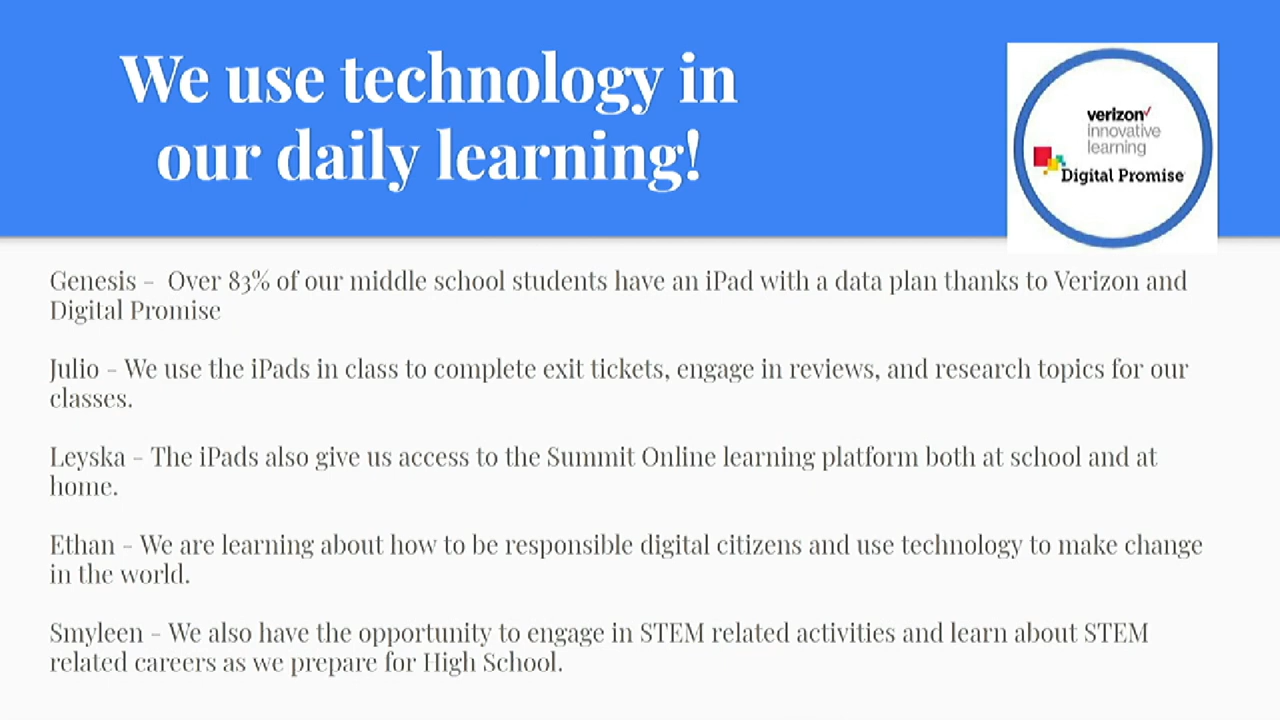 We use technology in
our daily learning!
verizon✓
innovative
learning
Digital Promise
Genesis –  Over 83% of our middle school students have an iPad with a data plan thanks to Verizon and
Digital Promise
Julio – We use the iPads in class to complete exit tickets, engage in reviews, and research topics for our
classes.
Leyska – The iPads also give us access to the Summit Online learning platform both at school and at
home.
Ethan – We are learning about how to be responsible digital citizens and use technology to make change
in the world.
Smyleen – We also have the opportunity to engage in STEM related activities and learn about STEM
related careers as we prepare for High School.